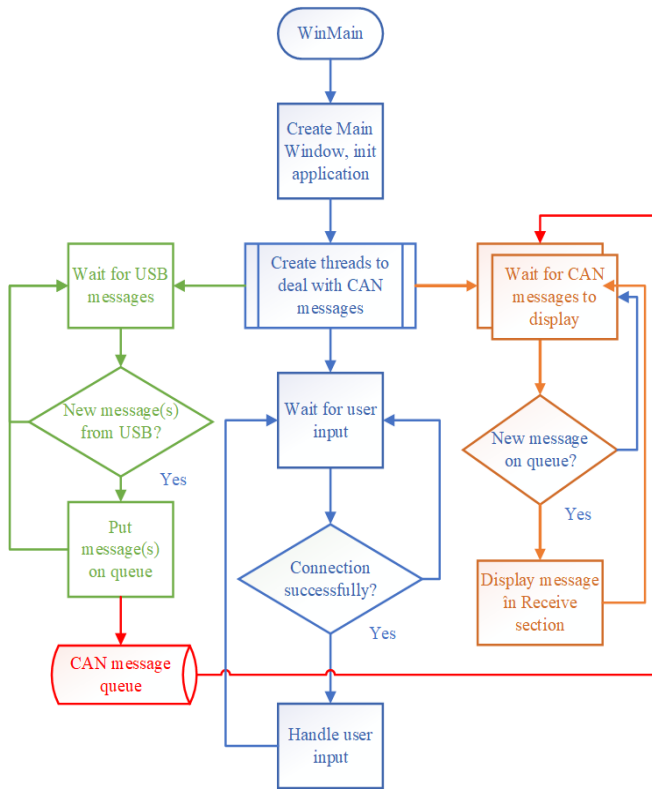 WinMain
Create Main
Window, init
application
Wait for USB
messages
Create threads to
deal with CAN
messages
Wait for CAN
messages to
display
New message(s)
from USB?
Wait for user
input
New message
on queue?
Yes
Yes
Put
message(s)
on queue
Connection
successfully?
Display message
în Receive
section
Yes
CAN message
queue
Handle user
input